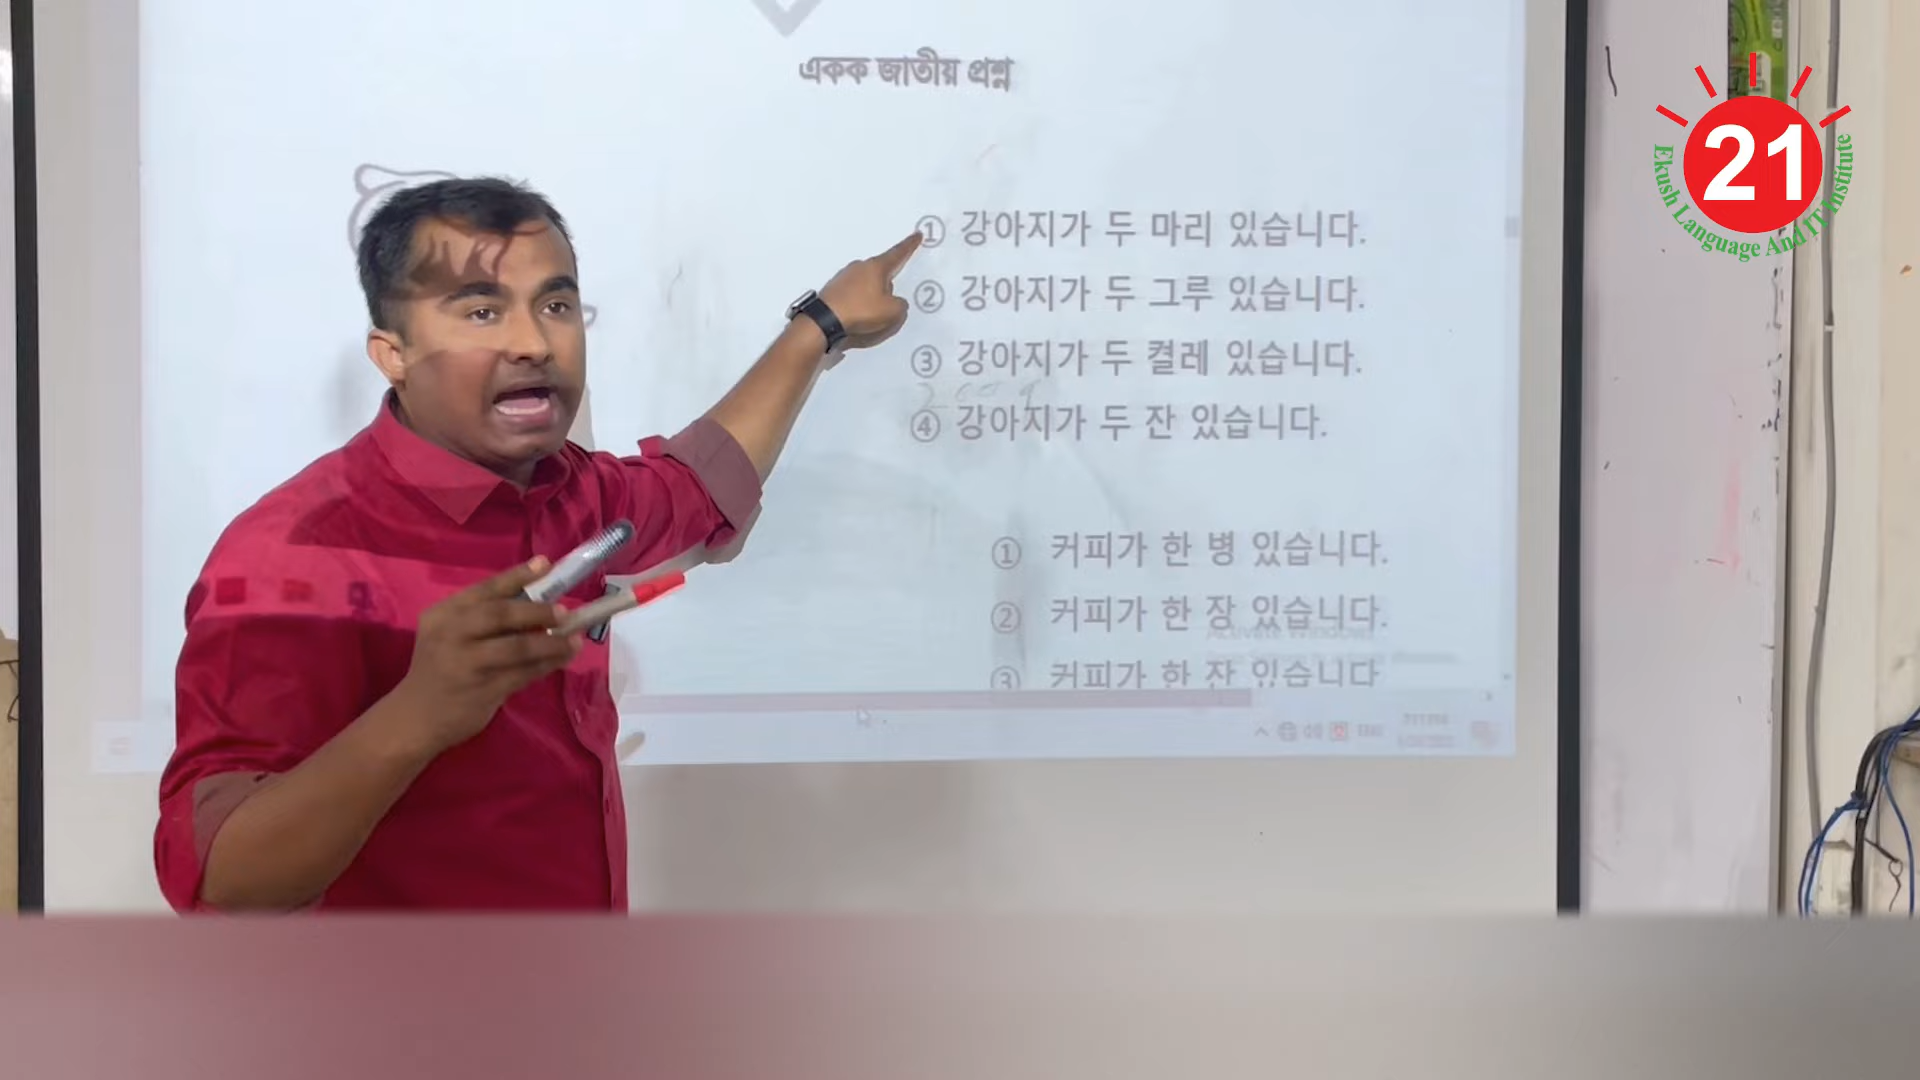 একক জাতীয় প্রশ্ন
① 강아지가 두 마리 있습니다.
② 강아지가 두 그루 있습니다.
③ 강아지가 두 켤레 있습니다.
④ 강아지가 두 잔 있습니다.
① 커피가 한 병 있습니다.
② 커피가 한 장 있습니다.
③ 커피가 한 잔 있습니다
21
Ekush Language And IT Institute